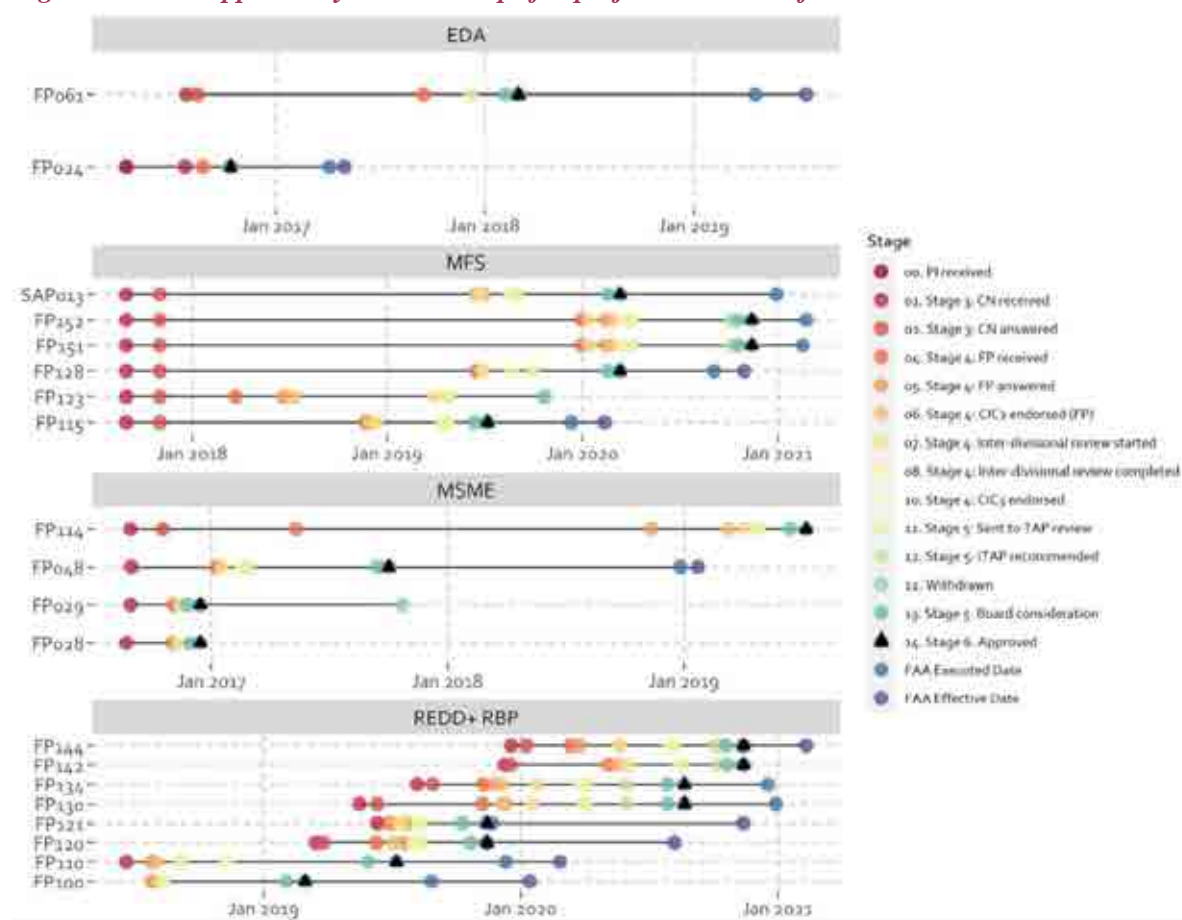 EDA
FP061
FP024
Jan 2017 Jan 2018 Jan 2019
MFS
SAP013
FP152
FP151
FP128
FP123
FP115
Jan 2018 Jan 2019 Jan 2020 Jan 2021
MSME
FP114
FP048
FP029
FP028
Jan 2017 Jan 2018 Jan 2019
REDD+ RBP
FP144
FP142
FP134
FP130
FP121
FP120
FP110
FP100
Jan 2019 Jan 2020 Jan 2021
Stage
00. PI received
02. Stage 3: CN received
Stage 3: CN answered
04. Stage 4: FP received
05. Stage 4: FP answered
06. Stage 4: CIC2 endorsed (FP)
07. Stage 4: Inter-divisional review started
08. Stage 4: Inter-divisional review completed
10. Stage 4: CIC3 endorsed
11. Stage 5: Sent to TAP review
12. Stage 5: iTAP recommended
Withdrawn
13. Stage 5: Board consideration
14. Stage 6: Approved
FAA Executed Date
FAA Effective Date